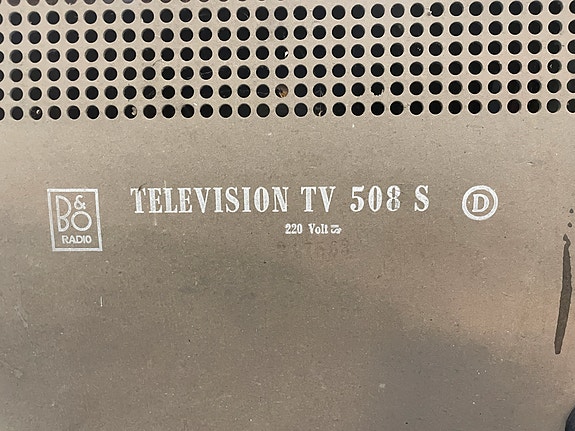 B&O
RADIO
TELEVISION TV 508 S
D
220 Volt